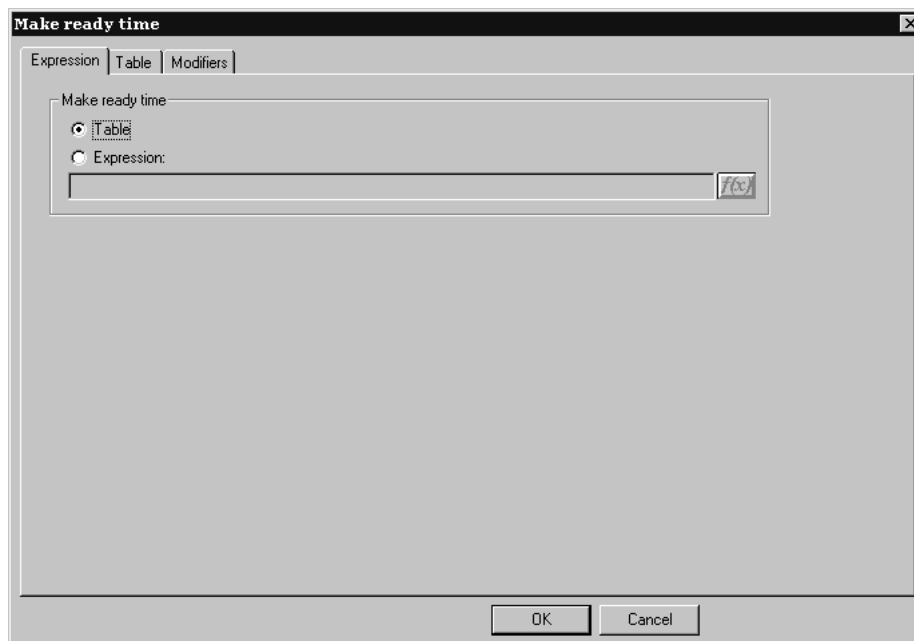 Make ready time
Expression Table Modifiers
Make ready time
Table
Expression:
f(x)
OK Cancel